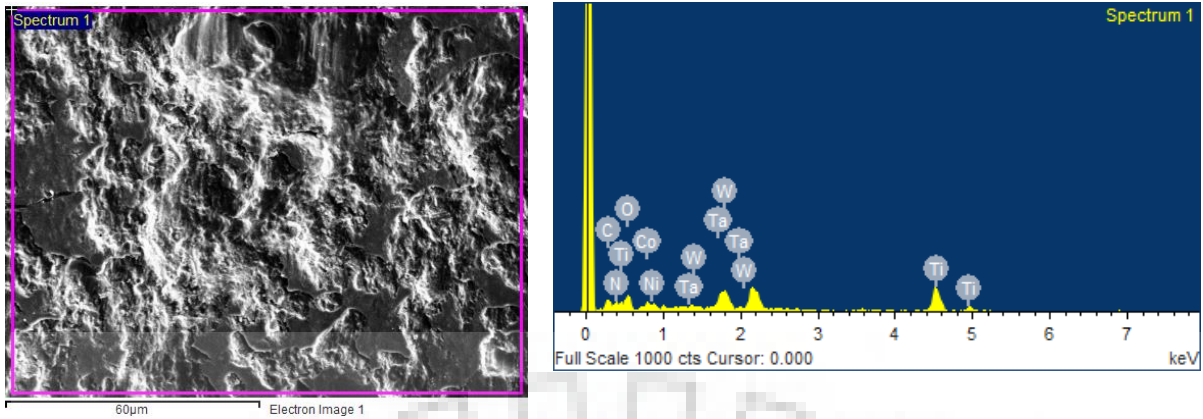 Spectrum 1
60µm
Electron Image 1
Spectrum 1
C
O
Ti
N
Co
Ni
W
Ta
Ta
W
Ta
W
Ti
Ti
0 1 2 3 4 5 6 7
Full Scale 1000 cts Cursor: 0.000 keV